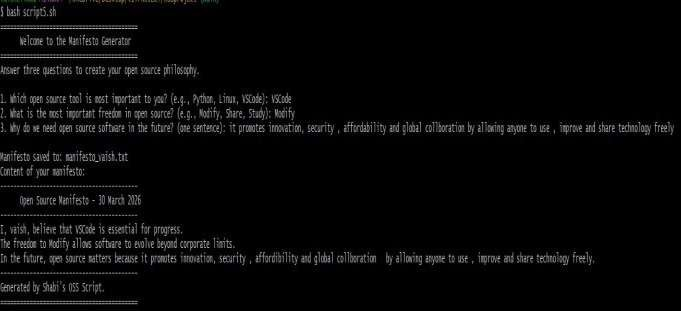 $ bash script5.sh
==========================================
Welcome to the Manifesto Generator
==========================================
Answer three questions to create your open source philosophy.
1. Which open source tool is most important to you? (e.g., Python, Linux, VSCode): VSCode
2. What is the most important freedom in open source? (e.g., Modify, Share, Study): Modify
3. Why do we need open source software in the future? (one sentence): it promotes innovation, security , affordability and global collboration by allowing anyone to use , improve and share technology freely
Manifesto saved to: manifesto_vaish.txt
Content of your manifesto:
------------------------------------------
Open Source Manifesto - 30 March 2026
------------------------------------------
I, vaish, believe that VSCode is essential for progress.
The freedom to Modify allows software to evolve beyond corporate limits.
In the future, open source matters because it promotes innovation, security , affordibility and global collboration  by allowing anyone to use , improve and share technology freely.
------------------------------------------
Generated by Shabi's OSS Script.
==========================================